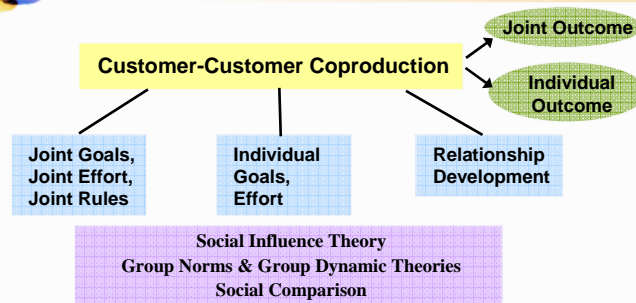 Joint Outcome
Customer-Customer Coproduction
Individual
Outcome
Joint Goals,
Joint Effort,
Joint Rules
Individual
Goals,
Effort
Relationship
Development
Social Influence Theory
Group Norms & Group Dynamic Theories
Social Comparison